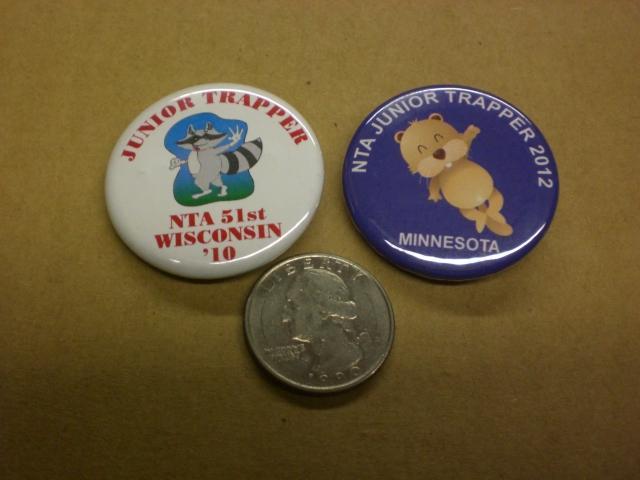 JUNIOR TRAPPER
NTA 51st
WISCONSIN
'10
NTA JUNIOR TRAPPER 2012
MINNESOTA
LIBERTY